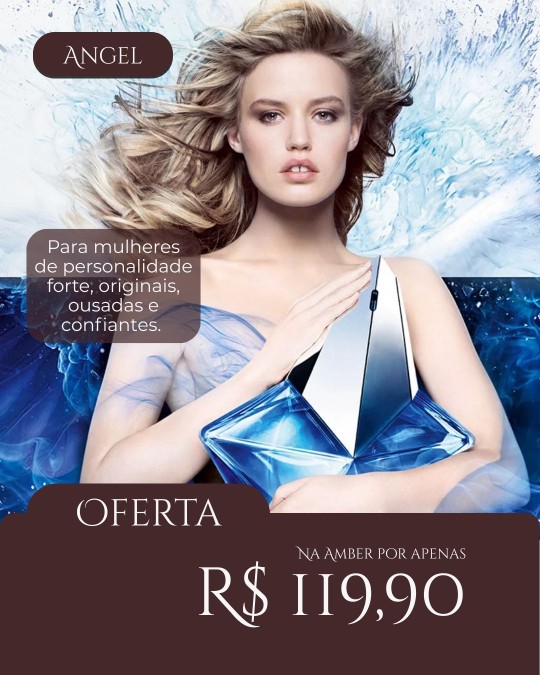 Angel
Para mulheres
de personalidade
forte, originais,
ousadas e
confiantes.
Oferta
Na Amber por apenas
R$ 119,90